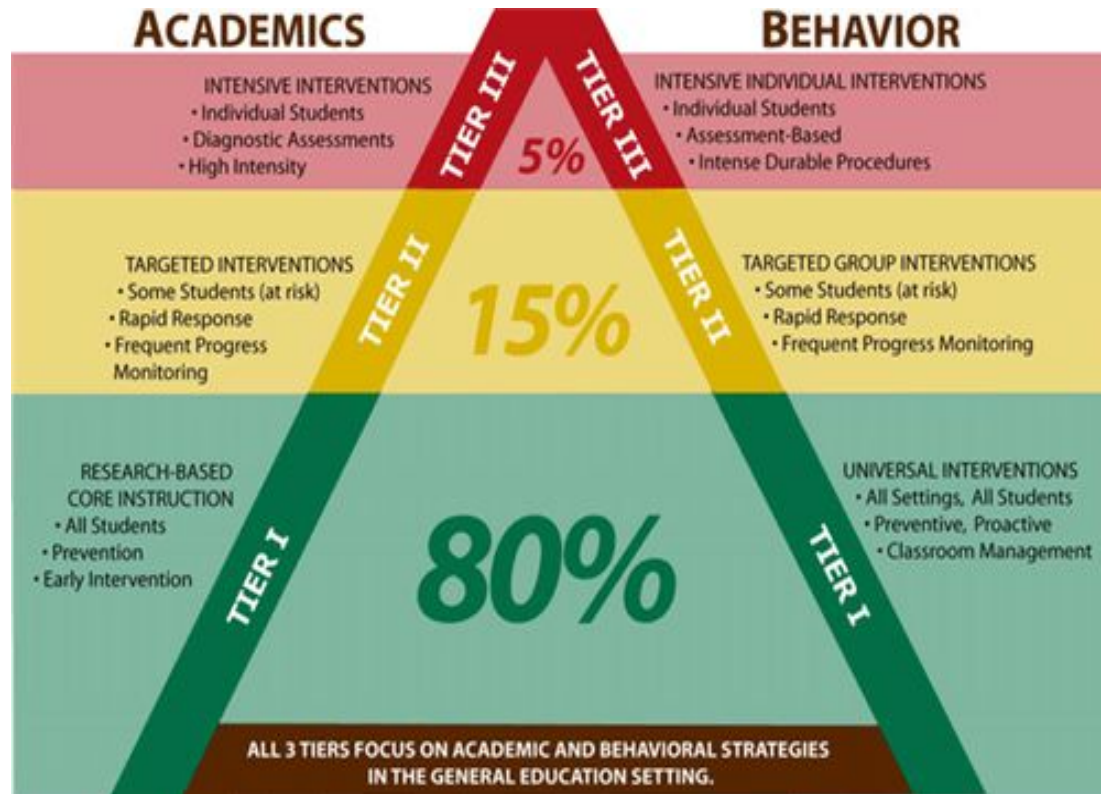 ACADEMICS
BEHAVIOR
INTENSIVE INTERVENTIONS
• Individual Students
• Diagnostic Assessments
• High Intensity
TIER III
5%
TIER III
INTENSIVE INDIVIDUAL INTERVENTIONS
• Individual Students
• Assessment-Based
• Intense Durable Procedures
TARGETED INTERVENTIONS
• Some Students (at risk)
• Rapid Response
• Frequent Progress
Monitoring
TIER II
15%
TIER II
TARGETED GROUP INTERVENTIONS
• Some Students (at risk)
• Rapid Response
• Frequent Progress Monitoring
RESEARCH-BASED
CORE INSTRUCTION
• All Students
• Prevention
• Early Intervention
TIER I
80%
TIER I
UNIVERSAL INTERVENTIONS
• All Settings, All Students
• Preventive, Proactive
• Classroom Management
ALL 3 TIERS FOCUS ON ACADEMIC AND BEHAVIORAL STRATEGIES
IN THE GENERAL EDUCATION SETTING.